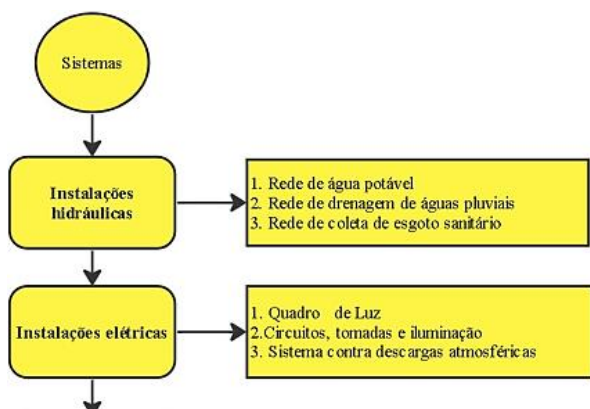 Sistemas
Instalações
hidráulicas
1. Rede de água potável
2. Rede de drenagem de águas pluviais
3. Rede de coleta de esgoto sanitário
Instalações elétricas
1. Quadro de Luz
2.Circuitos, tomadas e iluminação
3. Sistema contra descargas atmosféricas